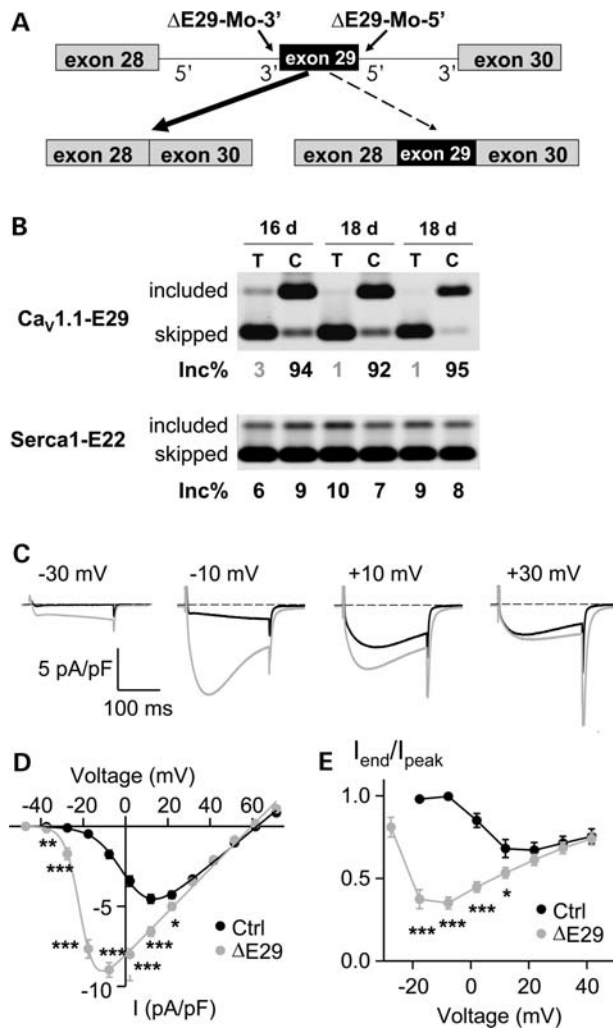 A
ΔE29-Mo-3’ ΔE29-Mo-5’
exon 28 5’ 3’ exon 29 5’ 3’ exon 30
exon 28 exon 30 exon 28 exon 29 exon 30
B
16 d 18 d 18 d
T C T C T C
included
CaV1.1-E29
skipped
Inc% 3 94 1 92 1 95
included
Serca1-E22
skipped
Inc% 6 9 10 7 9 8
C
-30 mV -10 mV +10 mV +30 mV
5 pA/pF
100 ms
D
Voltage (mV)
-40 -20 0 20 40 60
** *** *** *** *** *** *
-5
-10
Ctrl
ΔE29
I (pA/pF)
E
Iend/Ipeak
1.0
0.5
0.0
*** *** *** *
Ctrl
ΔE29
-20 0 20 40
Voltage (mV)